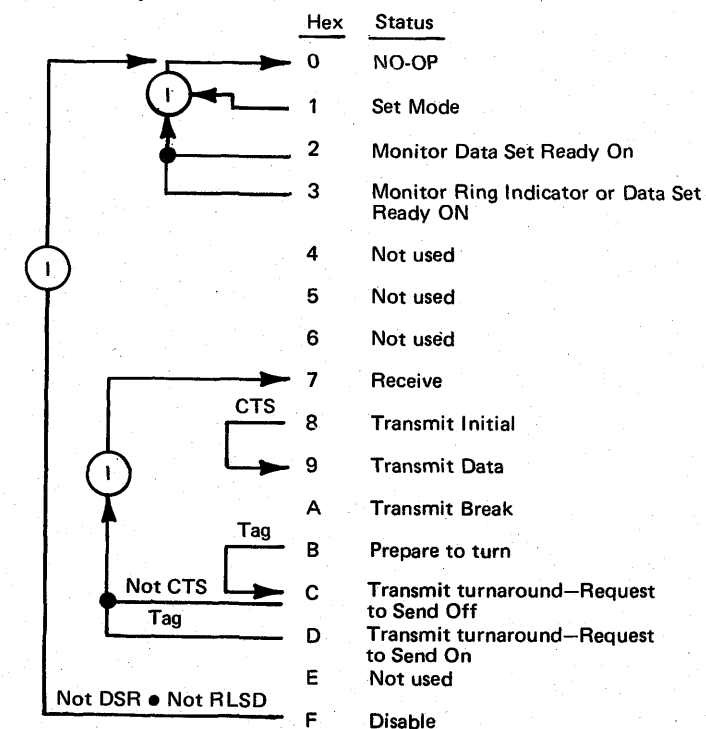 Hex Status
0 NO-OP
1 Set Mode
2 Monitor Data Set Ready On
3 Monitor Ring Indicator or Data Set
Ready ON
4 Not used
5 Not used
6 Not used
7 Receive
CTS
8 Transmit Initial
9 Transmit Data
A Transmit Break
Tag
B Prepare to turn
Not CTS
C Transmit turnaround—Request
to Send Off
Tag
D Transmit turnaround—Request
to Send On
E Not used
Not DSR ● Not RLSD
F Disable
I
I
I